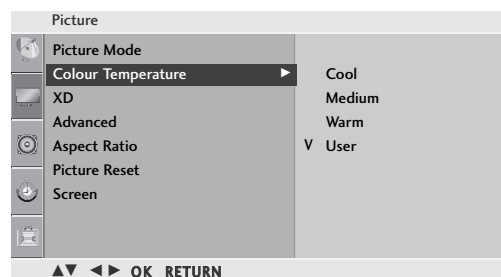 Picture
Picture Mode
Colour Temperature ►
XD
Advanced
Aspect Ratio
Picture Reset
Screen
Cool
Medium
Warm
V User
▲▼ ◄► OK RETURN